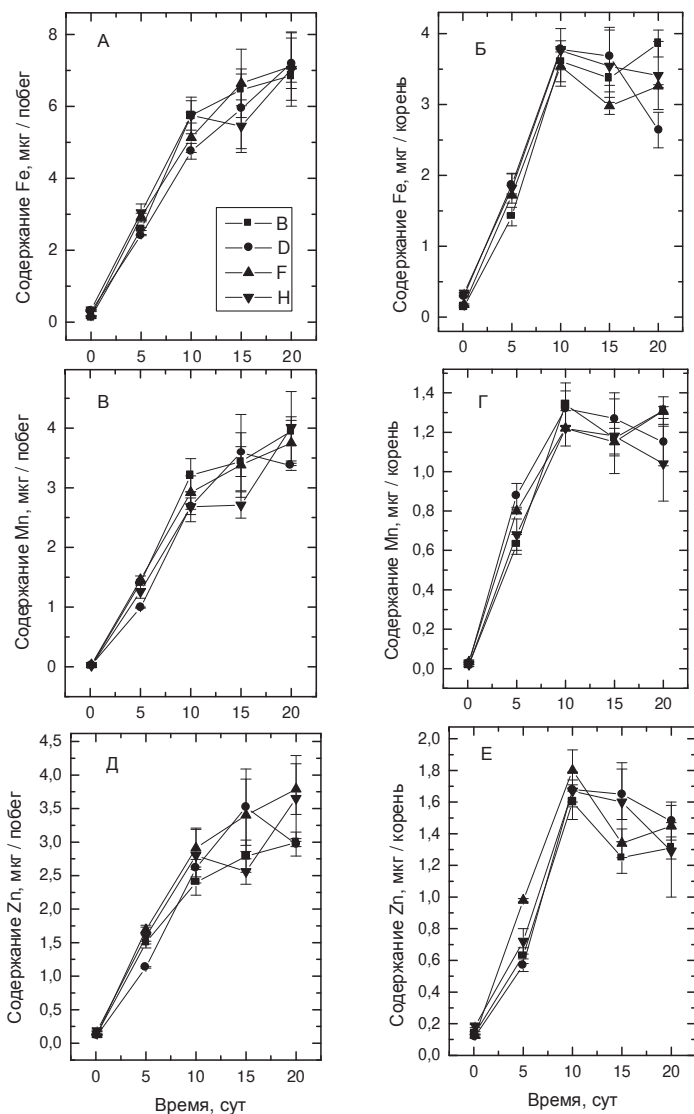 А
Содержание Fe, мкг / побег
8
6
4
2
0
B
D
F
H
0 5 10 15 20
Б
Содержание Fe, мкг / корень
4
3
2
1
0
0 5 10 15 20
В
Содержание Mn, мкг / побег
4
3
2
1
0
0 5 10 15 20
Г
Содержание Mn, мкг / корень
1,4
1,2
1,0
0,8
0,6
0,4
0,2
0,0
0 5 10 15 20
Д
Содержание Zn, мкг / побег
4,5
4,0
3,5
3,0
2,5
2,0
1,5
1,0
0,5
0,0
0 5 10 15 20
Время, сут
Е
Содержание Zn, мкг / корень
2,0
1,8
1,6
1,4
1,2
1,0
0,8
0,6
0,4
0,2
0,0
0 5 10 15 20
Время, сут